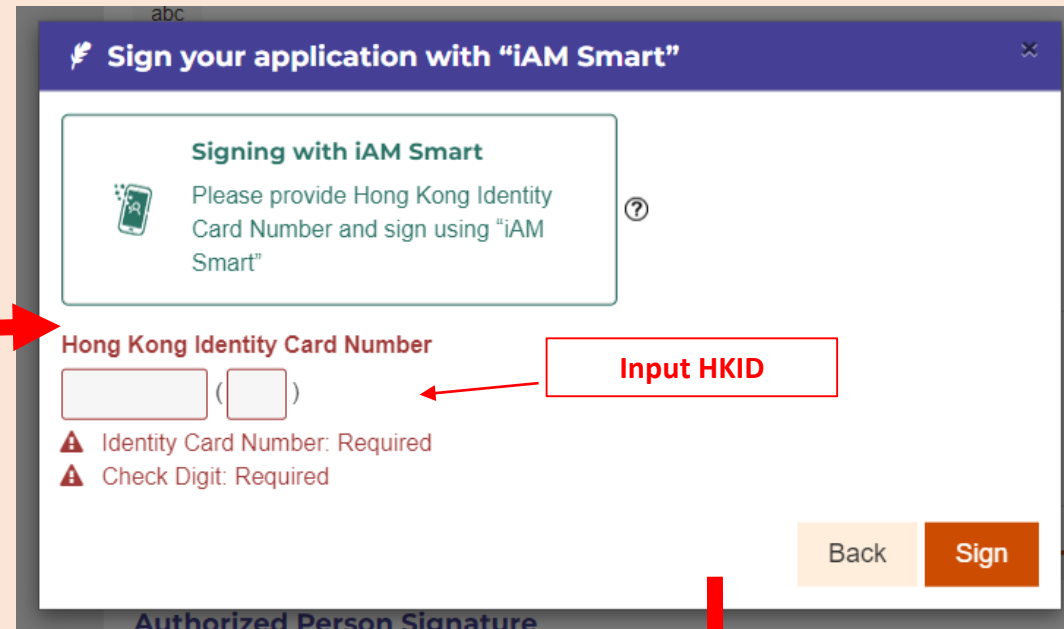 abc
Sign your application with “iAM Smart”
Signing with iAM Smart
Please provide Hong Kong Identity
Card Number and sign using “iAM
Smart”
?
Hong Kong Identity Card Number
Input HKID
( )
Identity Card Number: Required
Check Digit: Required
Back Sign
Authorized Person Signature